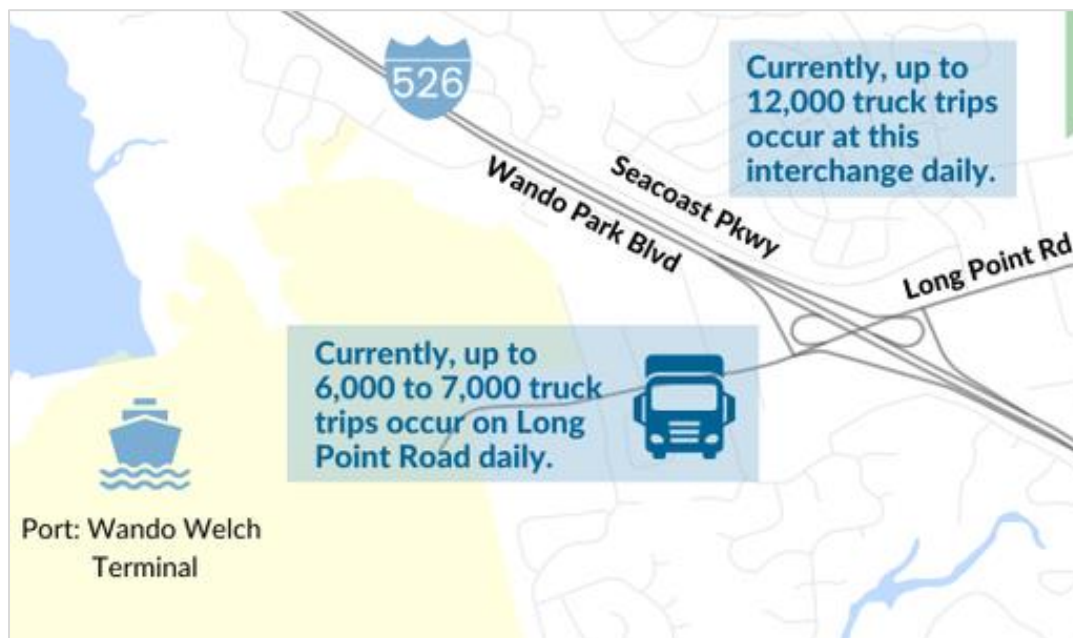 526
Currently, up to
12,000 truck trips
occur at this
interchange daily.
Seacoast Pkwy
Wando Park Blvd
Long Point Rd
Currently, up to
6,000 to 7,000 truck
trips occur on Long
Point Road daily.
Port: Wando Welch
Terminal